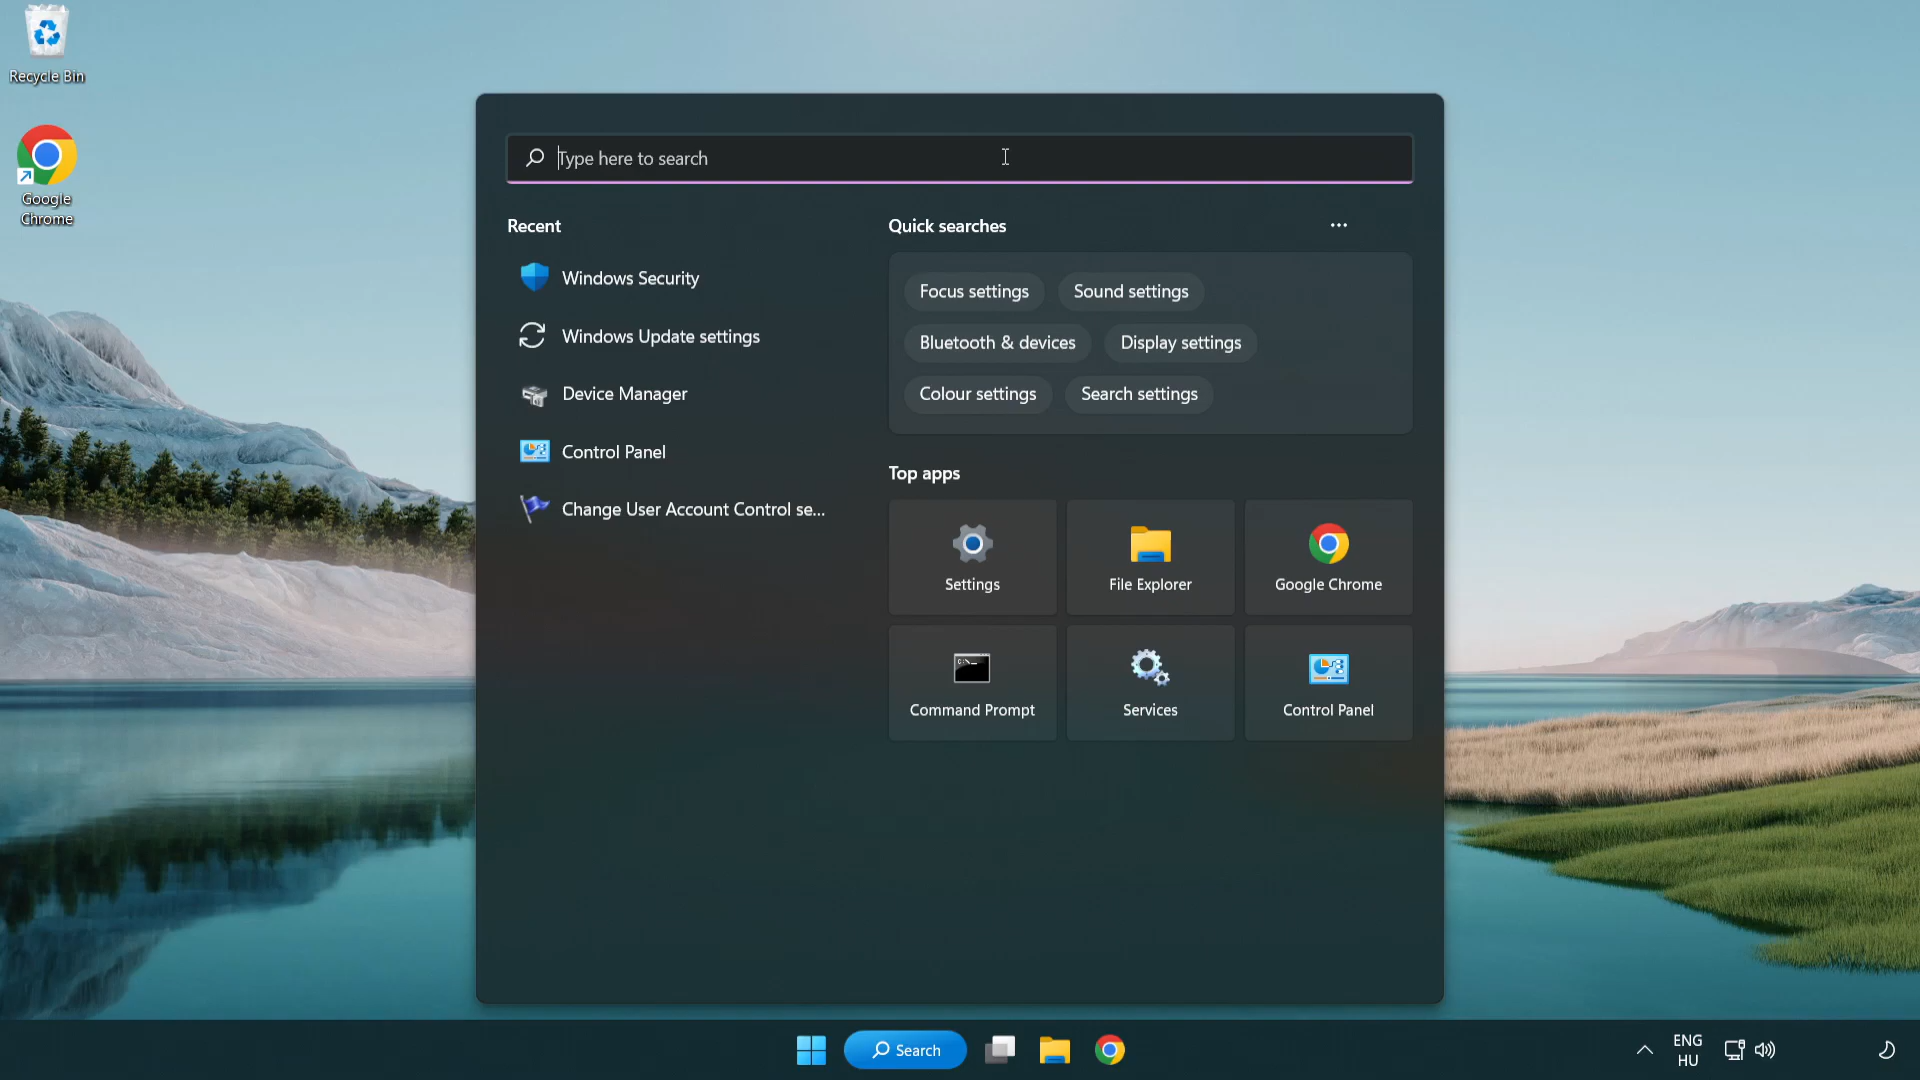 Recycle Bin
Google
Chrome
Type here to search
Recent
Windows Security
Windows Update settings
Device Manager
Control Panel
Change User Account Control se...
Quick searches
Focus settings
Sound settings
Bluetooth & devices
Display settings
Colour settings
Search settings
Top apps
Settings
File Explorer
Google Chrome
Command Prompt
Services
Control Panel
Search
ENG
HU